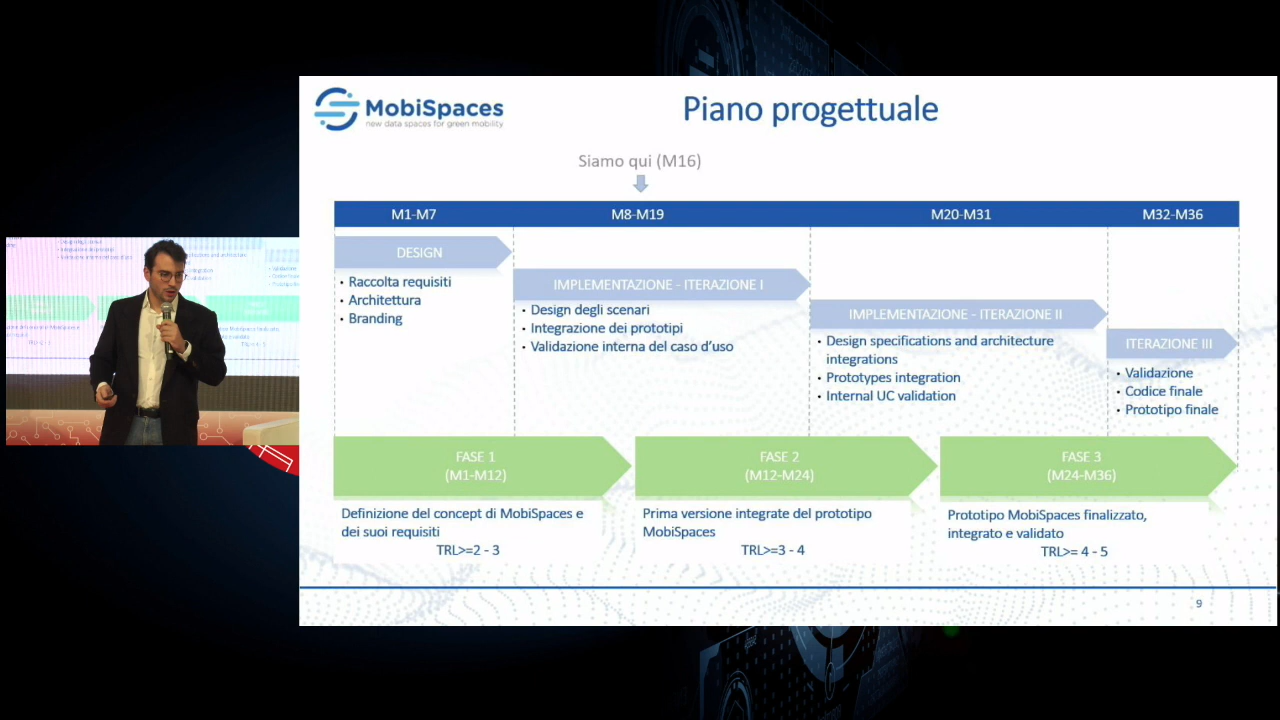 MobiSpaces
new data spaces for green mobility
Piano progettuale
Siamo qui (M16)
M1-M7
M8-M19
M20-M31
M32-M36
DESIGN
• Raccolta requisiti
• Architettura
• Branding
IMPLEMENTAZIONE - ITERAZIONE I
• Design degli scenari
• Integrazione dei prototipi
• Validazione interna del caso d’uso
IMPLEMENTAZIONE - ITERAZIONE II
• Design specifications and architecture
integrations
• Prototypes integration
• Internal UC validation
ITERAZIONE III
• Validazione
• Codice finale
• Prototipo finale
FASE 1
(M1-M12)
Definizione del concept di MobiSpaces e
dei suoi requisiti
TRL>=2 - 3
FASE 2
(M12-M24)
Prima versione integrate del prototipo
MobiSpaces
TRL>=3 - 4
FASE 3
(M24-M36)
Prototipo MobiSpaces finalizzato,
integrato e validato
TRL>= 4 - 5
9